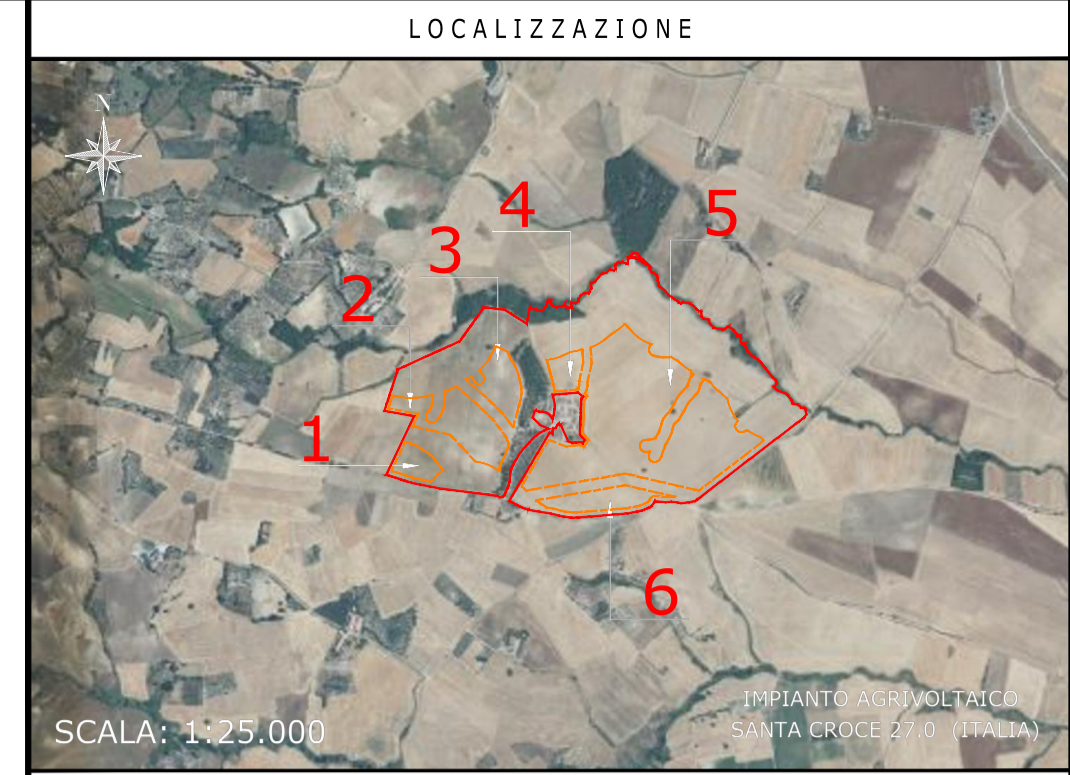 LOCALIZZAZIONE
N
4
5
3
2
1
6
IMPIANTO AGRIVOLTAICO
SCALA: 1:25.000
SANTA CROCE 27.0 (ITALIA)